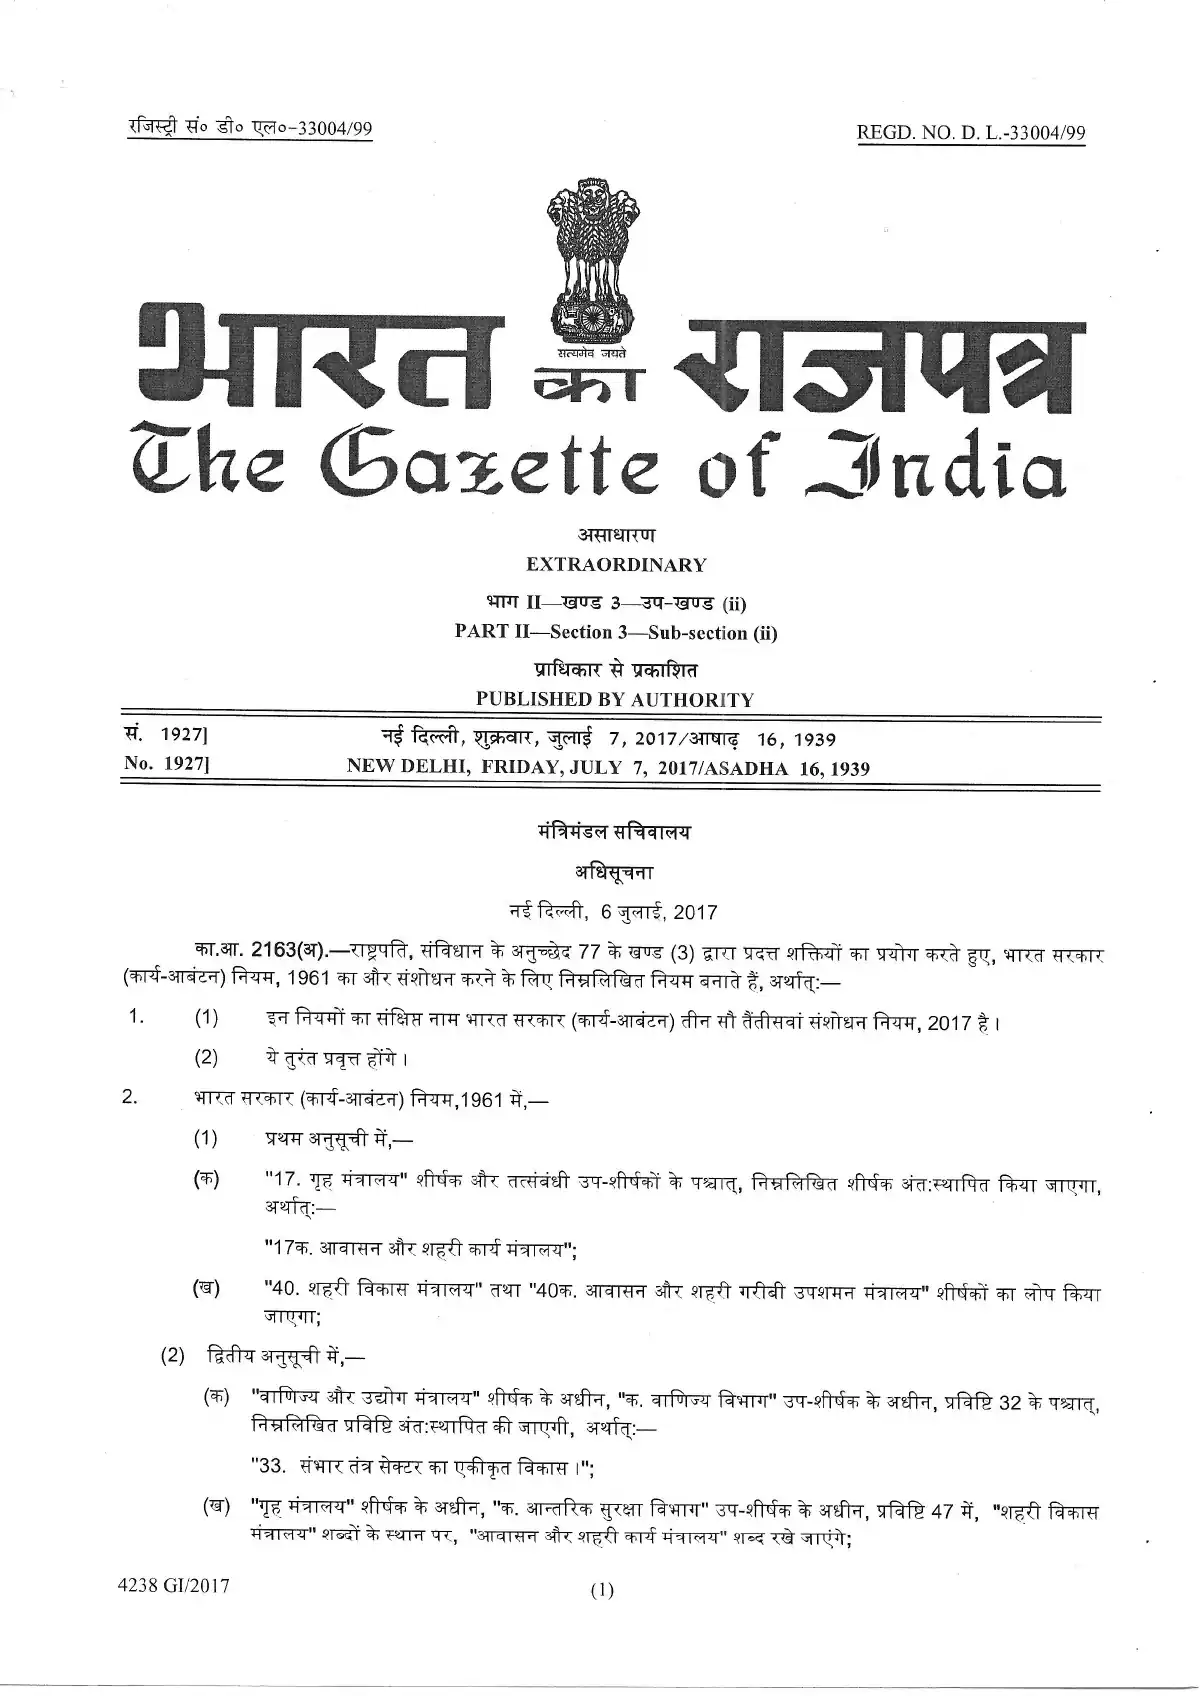 रजिस्ट्री सं० डी० एल०-33004/99
REGD. NO. D. L.-33004/99
सत्यमेव जयते
भारत का राजपत्र
The Gazette of India
असाधारण
EXTRAORDINARY
भाग II—खण्ड 3—उप-खण्ड (ii)
PART II—Section 3—Sub-section (ii)
प्राधिकार से प्रकाशित
PUBLISHED BY AUTHORITY
सं. 1927] नई दिल्ली, शुक्रवार, जुलाई 7, 2017/आषाढ़ 16, 1939
No. 1927] NEW DELHI, FRIDAY, JULY 7, 2017/ASADHA 16, 1939
मंत्रिमंडल सचिवालय
अधिसूचना
नई दिल्ली, 6 जुलाई, 2017
का.आ. 2163(अ).—राष्ट्रपति, संविधान के अनुच्छेद 77 के खण्ड (3) द्वारा प्रदत्त शक्तियों का प्रयोग करते हुए, भारत सरकार
(कार्य-आबंटन) नियम, 1961 का और संशोधन करने के लिए निम्नलिखित नियम बनाते हैं, अर्थात्:—
1. (1) इन नियमों का संक्षिप्त नाम भारत सरकार (कार्य-आबंटन) तीन सौ तैंतीसवां संशोधन नियम, 2017 है।
(2) ये तुरंत प्रवृत्त होंगे।
2. भारत सरकार (कार्य-आबंटन) नियम,1961 में,—
(1) प्रथम अनुसूची में,—
(क) "17. गृह मंत्रालय" शीर्षक और तत्संबंधी उप-शीर्षकों के पश्चात्, निम्नलिखित शीर्षक अंत:स्थापित किया जाएगा,
अर्थात्:—
"17क. आवासन और शहरी कार्य मंत्रालय";
(ख) "40. शहरी विकास मंत्रालय" तथा "40क. आवासन और शहरी गरीबी उपशमन मंत्रालय" शीर्षकों का लोप किया
जाएगा;
(2) द्वितीय अनुसूची में,—
(क) "वाणिज्य और उद्योग मंत्रालय" शीर्षक के अधीन, "क. वाणिज्य विभाग" उप-शीर्षक के अधीन, प्रविष्टि 32 के पश्चात्,
निम्नलिखित प्रविष्टि अंत:स्थापित की जाएगी, अर्थात्:—
"33. संभार तंत्र सेक्टर का एकीकृत विकास।";
(ख) "गृह मंत्रालय" शीर्षक के अधीन, "क. आन्तरिक सुरक्षा विभाग" उप-शीर्षक के अधीन, प्रविष्टि 47 में, "शहरी विकास
मंत्रालय" शब्दों के स्थान पर, "आवासन और शहरी कार्य मंत्रालय" शब्द रखे जाएंगे;
4238 GI/2017
(1)